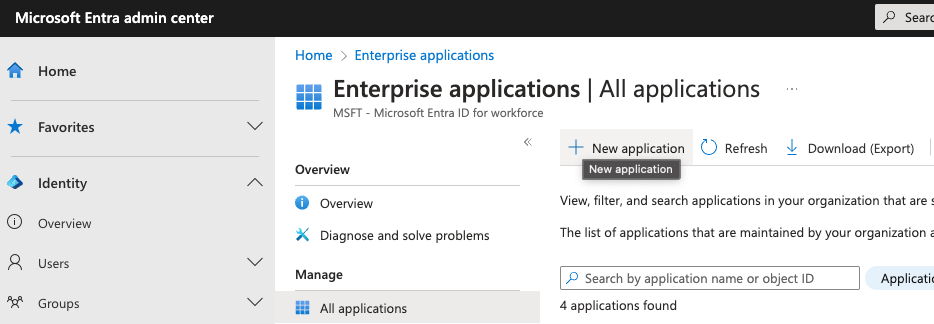 Microsoft Entra admin center
Home > Enterprise applications
Home
Favorites
Identity
Overview
Users
Groups
Enterprise applications | All applications
MSFT - Microsoft Entra ID for workforce
Overview
Overview
Diagnose and solve problems
Manage
All applications
New application
Refresh
Download (Export)
New application
View, filter, and search applications in your organization that are
The list of applications that are maintained by your organization
Search by application name or object ID
4 applications found